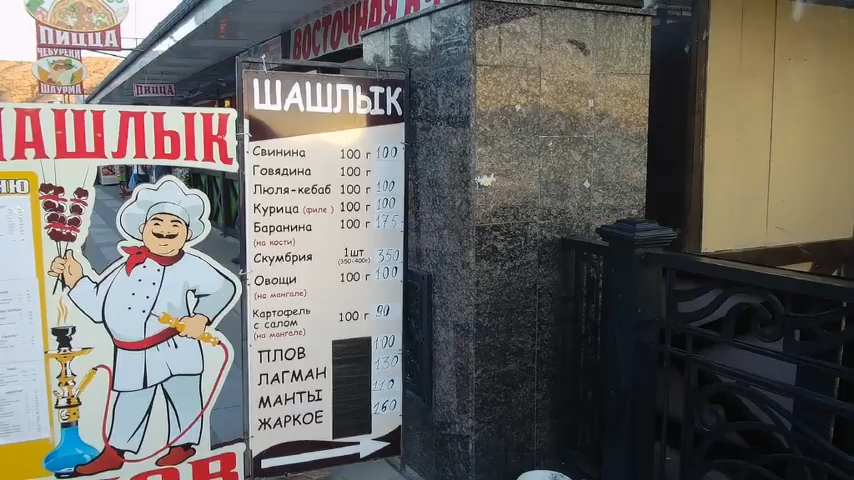 ПИЦЦА
ЧЕБУРЕКИ
ШАУРМА
ПИЦЦА
ВОСТОЧНАЯ
АШЛЫК
НЮ
ШАШЛЫК
Свинина 100 г 100
Говядина 100 г
Люля-кебаб 100 г 100
Курица (филе) 100 г 100
Баранина 100 г 175
(на кости)
Скумбрия 1шт. 350
(350-400г)
Овощи 100 г 100
(на мангале)
Картофель
с салом 100 г 90
(на мангале)
ПЛОВ 100
ЛАГМАН 130
МАНТЫ 110
ЖАРКОЕ 160